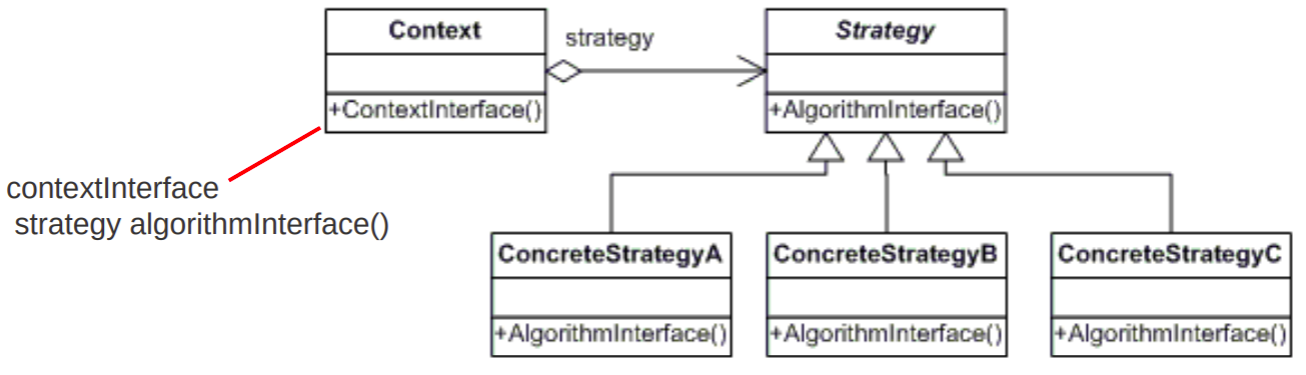 Context
+ContextInterface()
strategy
Strategy
+AlgorithmInterface()
contextInterface
strategy algorithmInterface()
ConcreteStrategyA
+AlgorithmInterface()
ConcreteStrategyB
+AlgorithmInterface()
ConcreteStrategyC
+AlgorithmInterface()